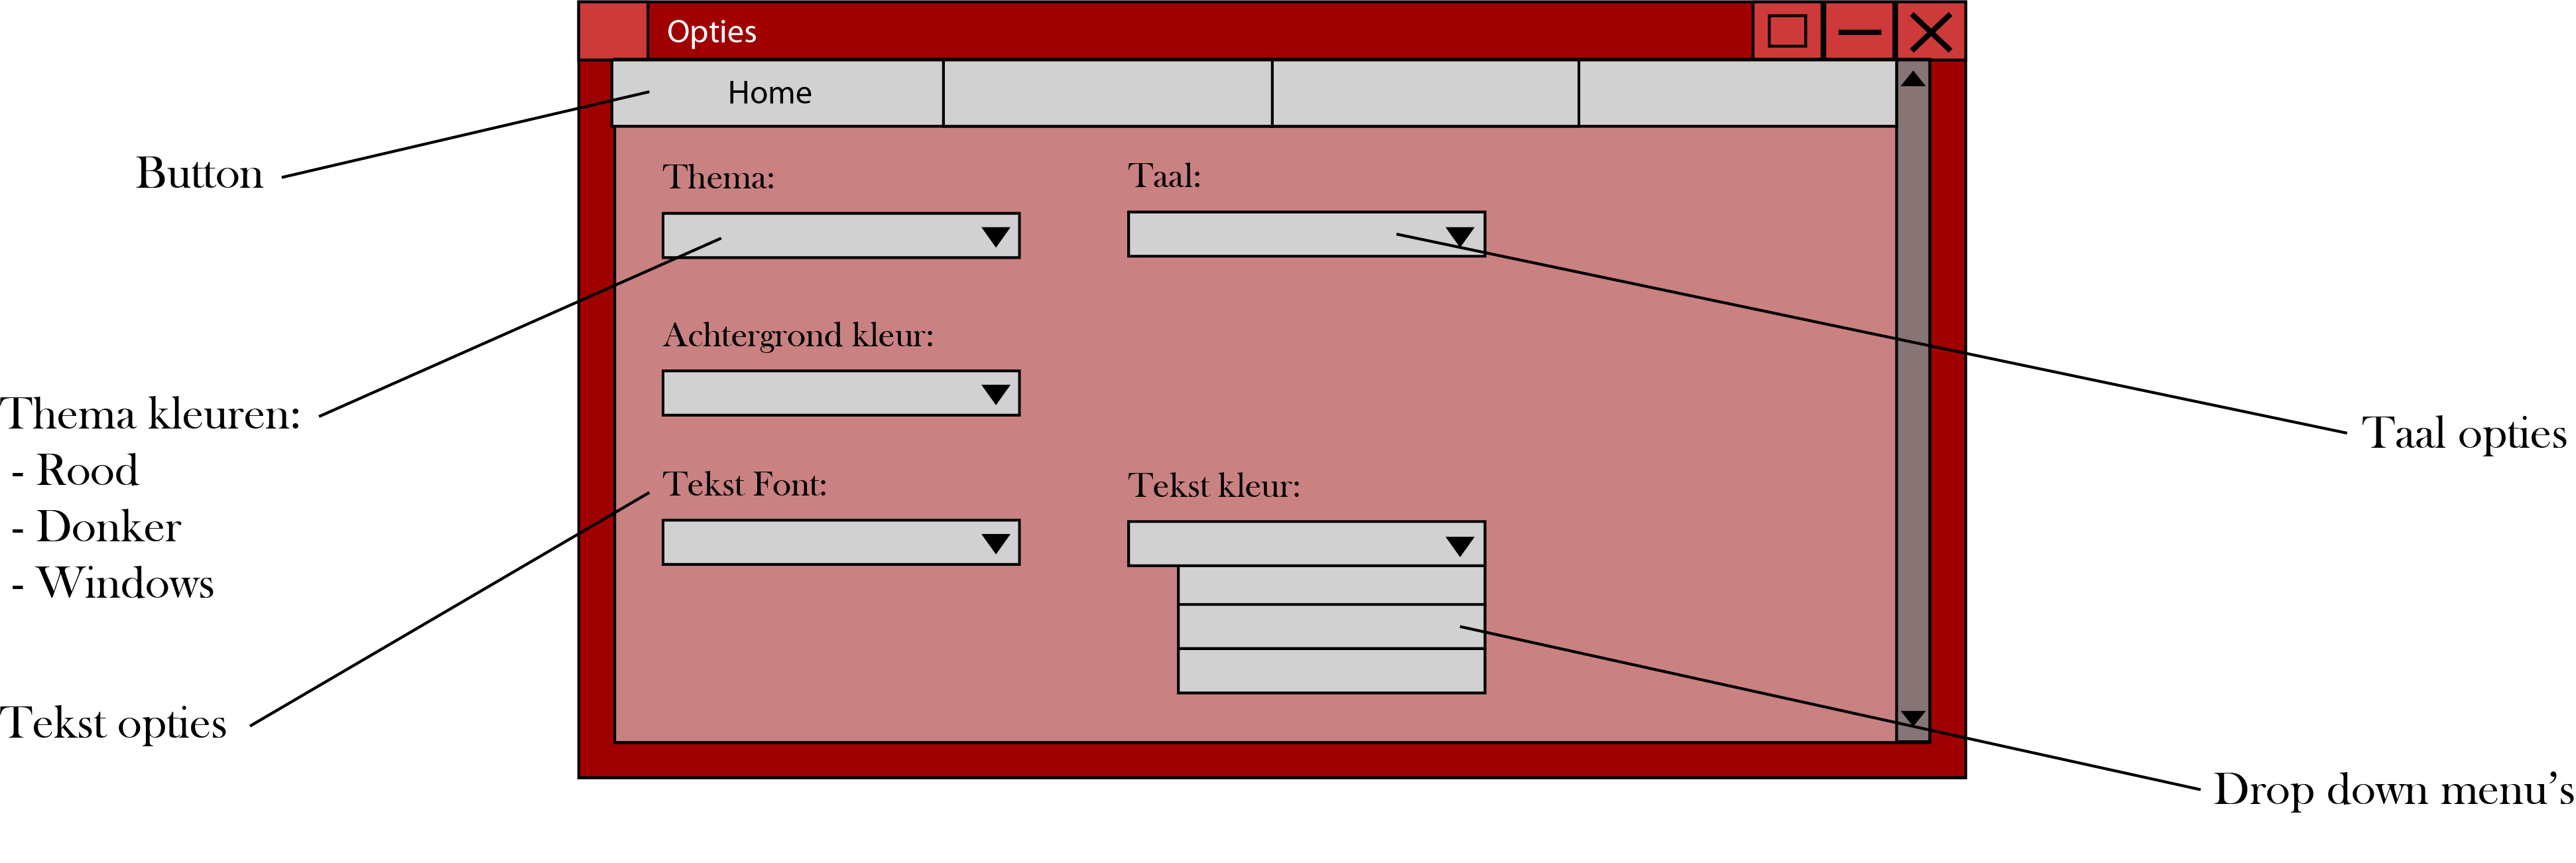 Opties
Home
Button
Thema:
Taal:
Achtergrond kleur:
Thema kleuren:
- Rood
- Donker
- Windows
Taal opties
Tekst Font:
Tekst kleur:
Tekst opties
Drop down menu's